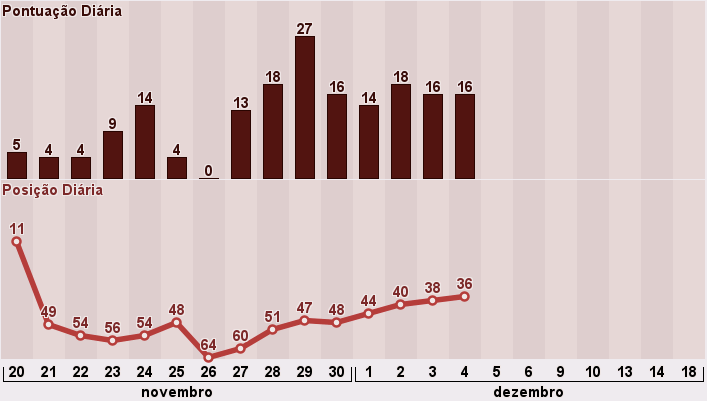 Pontuação Diária
5 4 4 9 14 4 0 13 18 27 16 14 18 16 16
Posição Diária
11 49 54 56 54 48 64 60 51 47 48 44 40 38 36
20 21 22 23 24 25 26 27 28 29 30 1 2 3 4 5 6 9 10 13 14 18
novembro dezembro